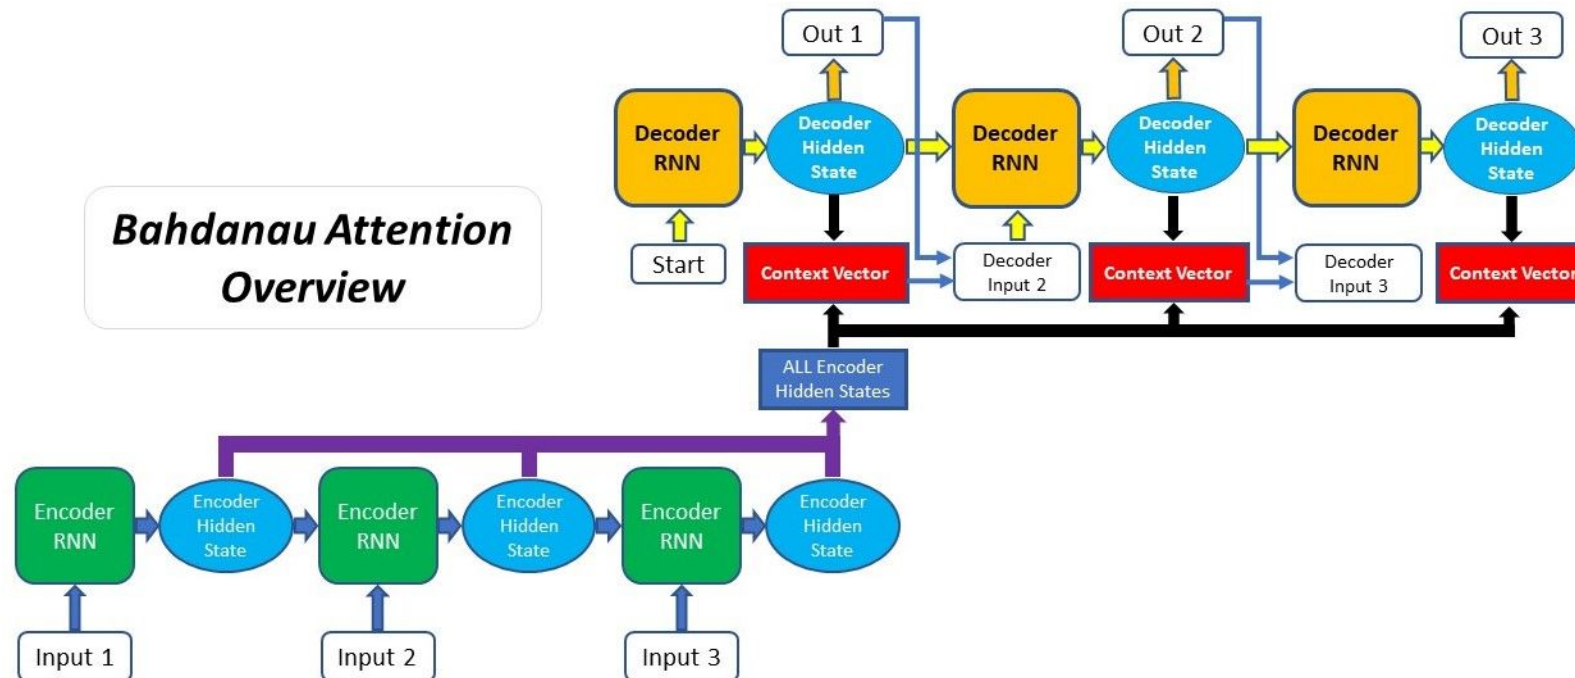 Out 1
Out 2
Out 3
Decoder
RNN
Decoder
Hidden
State
Decoder
RNN
Decoder
Hidden
State
Decoder
RNN
Decoder
Hidden
State
Bahdanau Attention
Overview
Start
Context Vector
Decoder
Input 2
Context Vector
Decoder
Input 3
Context Vector
ALL Encoder
Hidden States
Encoder
RNN
Encoder
Hidden
State
Encoder
RNN
Encoder
Hidden
State
Encoder
RNN
Encoder
Hidden
State
Input 1
Input 2
Input 3